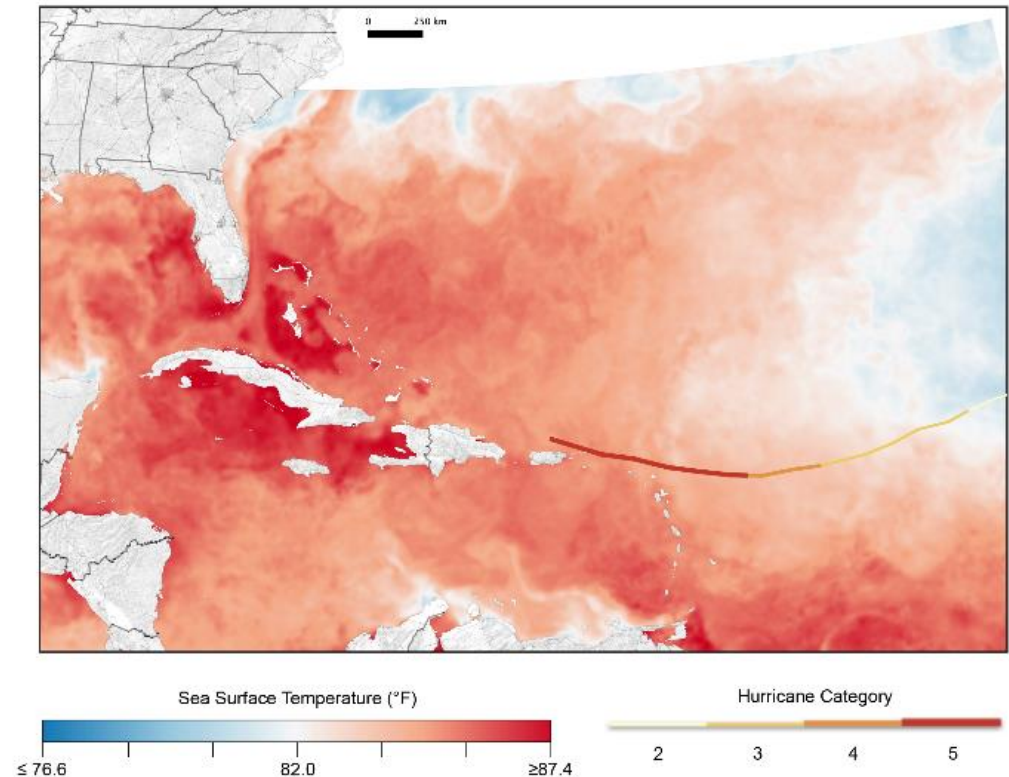 0 250 km
Sea Surface Temperature (°F)
≤ 76.6 82.0 ≥87.4
Hurricane Category
2 3 4 5